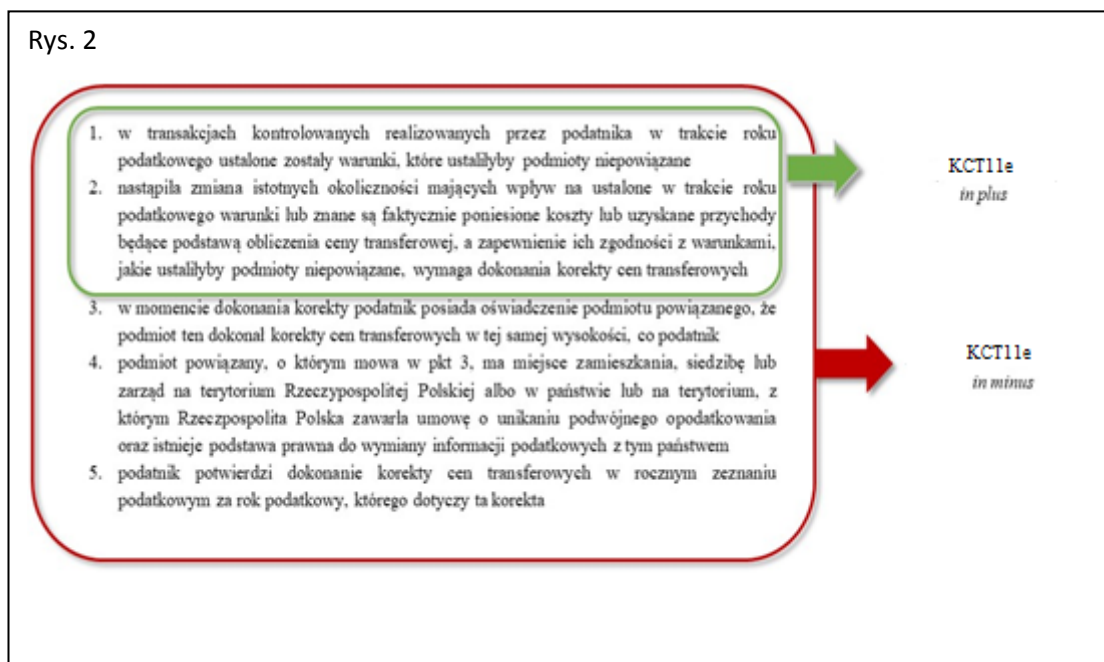 Rys. 2
1. w transakcjach kontrolowanych realizowanych przez podatnika w trakcie roku
podatkowego ustalone zostały warunki, które ustaliłyby podmioty niepowiązane
2. nastąpiła zmiana istotnych okoliczności mających wpływ na ustalone w trakcie roku
podatkowego warunki lub znane są faktycznie poniesione koszty lub uzyskane przychody
będące podstawą obliczenia ceny transferowej, a zapewnienie ich zgodności z warunkami,
jakie ustaliłyby podmioty niepowiązane, wymaga dokonania korekty cen transferowych
3. w momencie dokonania korekty podatnik posiada oświadczenie podmiotu powiązanego, że
podmiot ten dokonał korekty cen transferowych w tej samej wysokości, co podatnik
4. podmiot powiązany, o którym mowa w pkt 3, ma miejsce zamieszkania, siedzibę lub
zarząd na terytorium Rzeczypospolitej Polskiej albo w państwie lub na terytorium, z
którym Rzeczpospolita Polska zawarła umowę o unikaniu podwójnego opodatkowania
oraz istnieje podstawa prawna do wymiany informacji podatkowych z tym państwem
5. podatnik potwierdzi dokonanie korekty cen transferowych w rocznym zeznaniu
podatkowym za rok podatkowy, którego dotyczy ta korekta
KCT11e
in plus
KCT11e
in minus